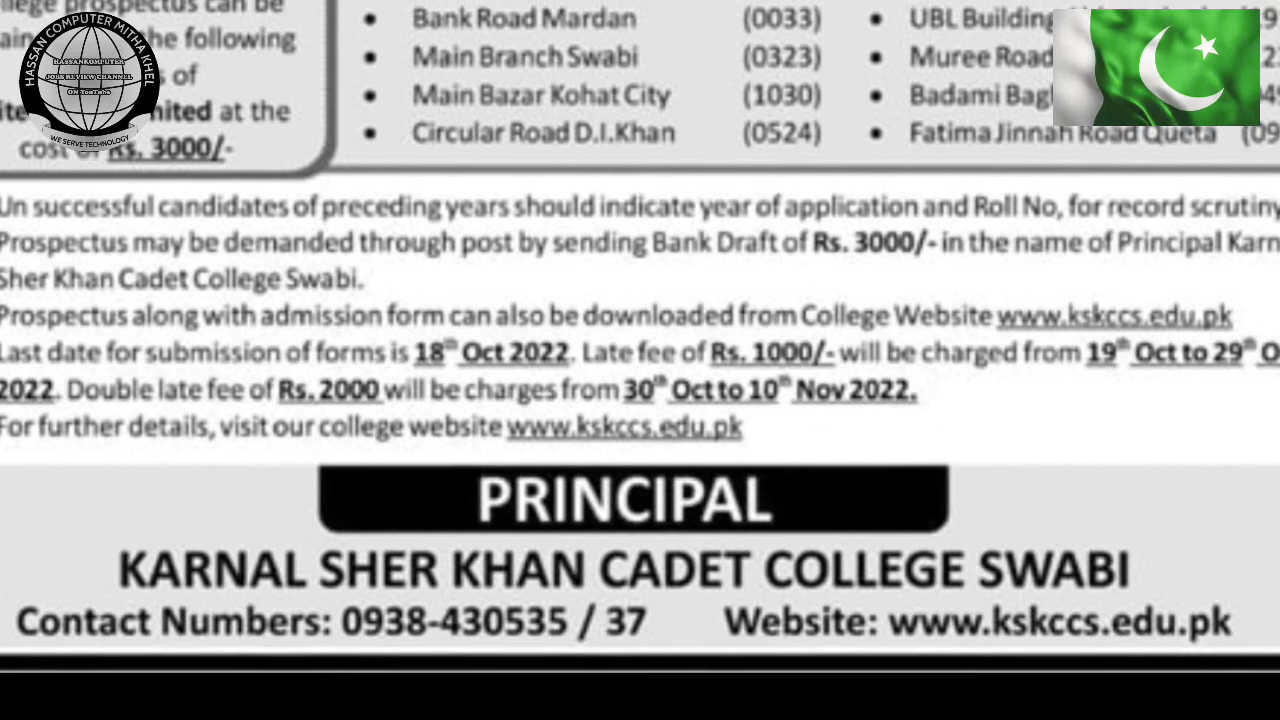 HASSAN COMPUTER MITHA KHEL
HASSANKOMPUTER
JOBS REVIEW CHANNEL
ON YouTube
WE SERVE TECHNOLOGY
prospectus can be
the following
of
at the
cost of Rs. 3000/-
• Bank Road Mardan (0033)
• Main Branch Swabi (0323)
• Main Bazar Kohat City (1030)
• Circular Road D.I.Khan (0524)
• UBL Building
• Muree Road
• Badami Bagh
• Fatima Jinnah Road Queta
Un successful candidates of preceding years should indicate year of application and Roll No, for record scrutiny
Prospectus may be demanded through post by sending Bank Draft of Rs. 3000/- in the name of Principal Karn
Sher Khan Cadet College Swabi.
Prospectus along with admission form can also be downloaded from College Website www.kskccs.edu.pk
Last date for submission of forms is 18th Oct 2022. Late fee of Rs. 1000/- will be charged from 19th Oct to 29th O
2022. Double late fee of Rs. 2000 will be charges from 30th Oct to 10th Nov 2022.
For further details, visit our college website www.kskccs.edu.pk
PRINCIPAL
KARNAL SHER KHAN CADET COLLEGE SWABI
Contact Numbers: 0938-430535 / 37 Website: www.kskccs.edu.pk